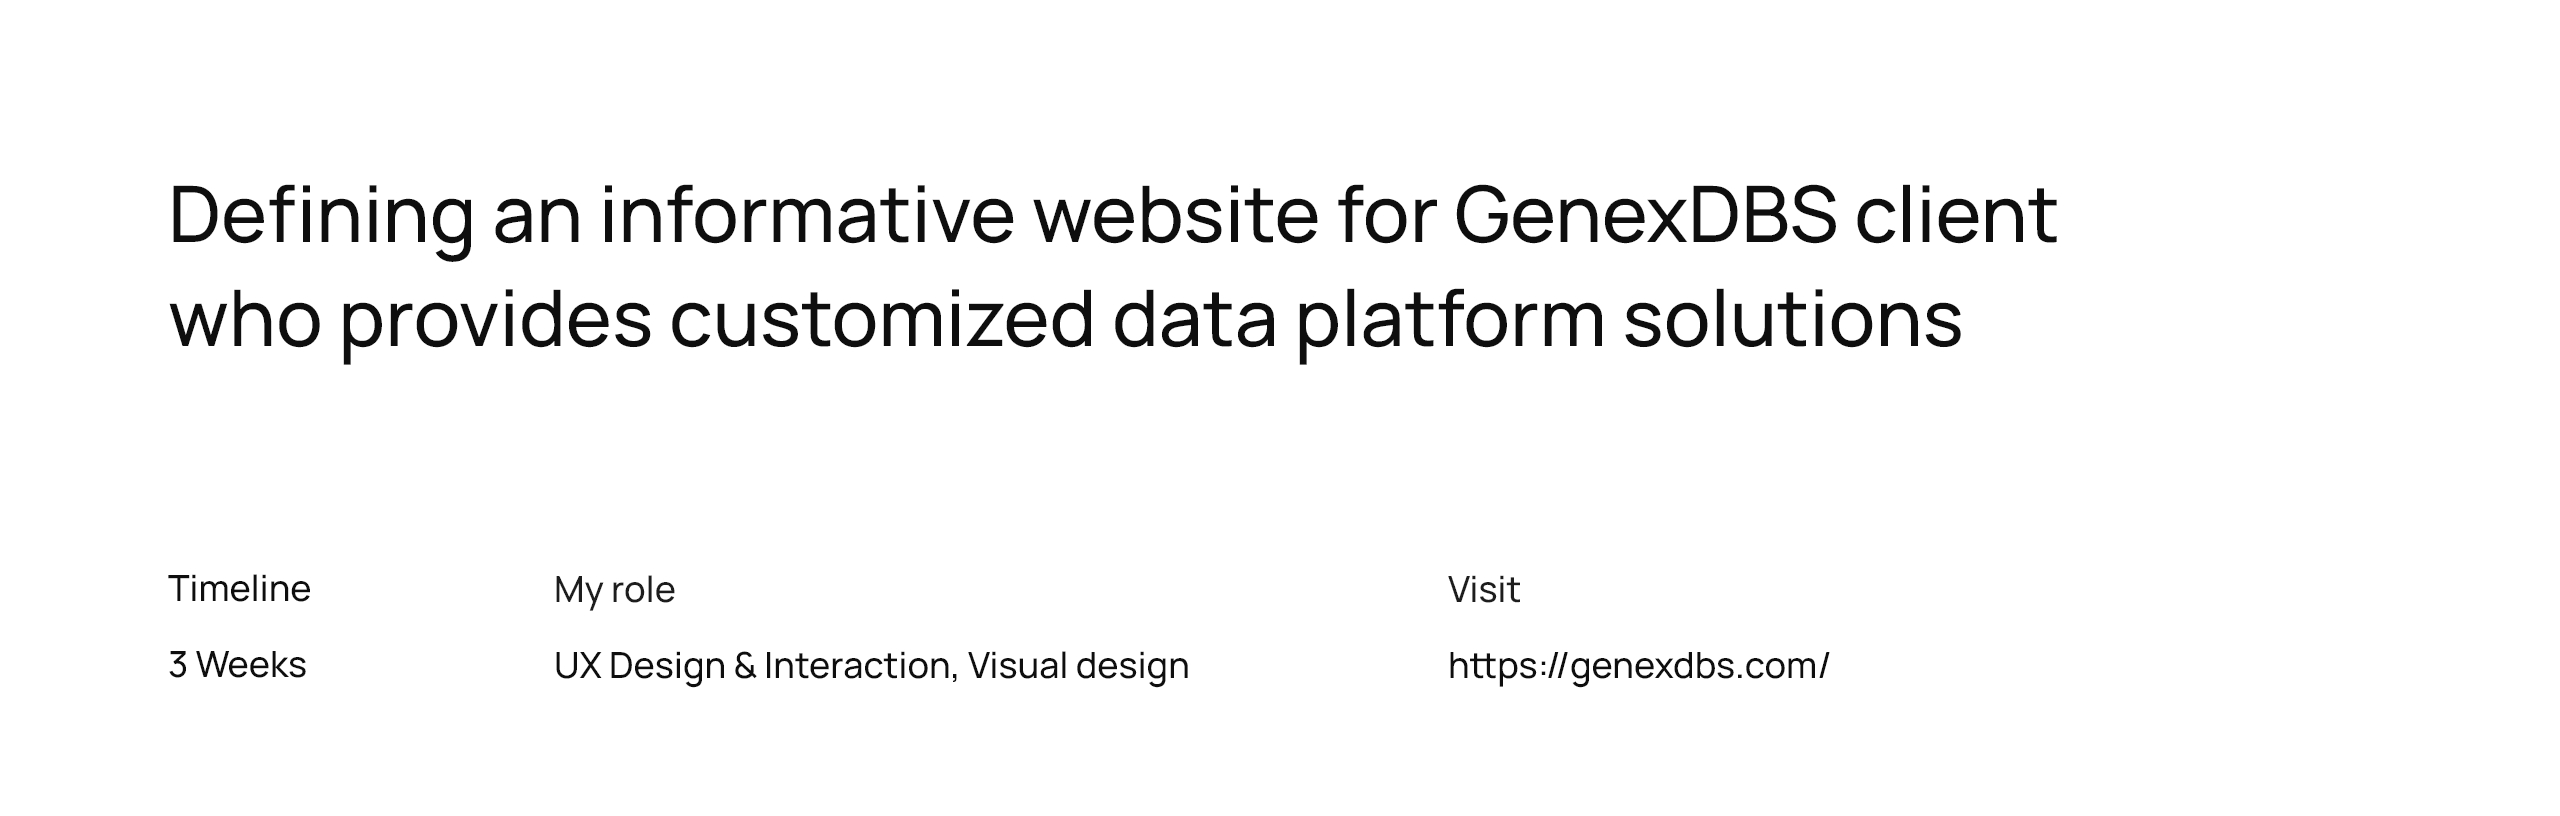 Defining an informative website for GenexDBS client
who provides customized data platform solutions
Timeline
My role
Visit
3 Weeks
UX Design & Interaction, Visual design
https://genexdbs.com/